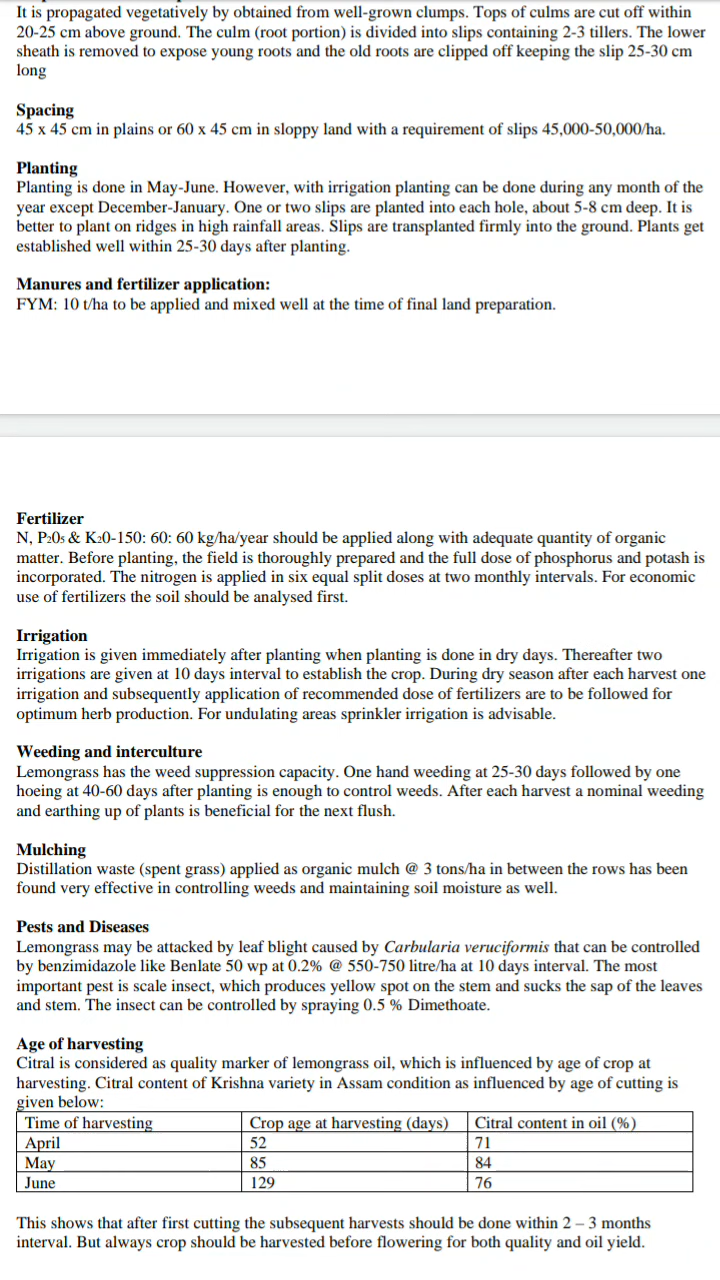 It is propagated vegetatively by obtained from well-grown clumps. Tops of culms are cut off within
20-25 cm above ground. The culm (root portion) is divided into slips containing 2-3 tillers. The lower
sheath is removed to expose young roots and the old roots are clipped off keeping the slip 25-30 cm
long
Spacing
45 x 45 cm in plains or 60 x 45 cm in sloppy land with a requirement of slips 45,000-50,000/ha.
Planting
Planting is done in May-June. However, with irrigation planting can be done during any month of the
year except December-January. One or two slips are planted into each hole, about 5-8 cm deep. It is
better to plant on ridges in high rainfall areas. Slips are transplanted firmly into the ground. Plants get
established well within 25-30 days after planting.
Manures and fertilizer application:
FYM: 10 t/ha to be applied and mixed well at the time of final land preparation.
Fertilizer
N, P₂0₅ & K₂0-150: 60: 60 kg/ha/year should be applied along with adequate quantity of organic
matter. Before planting, the field is thoroughly prepared and the full dose of phosphorus and potash is
incorporated. The nitrogen is applied in six equal split doses at two monthly intervals. For economic
use of fertilizers the soil should be analysed first.
Irrigation
Irrigation is given immediately after planting when planting is done in dry days. Thereafter two
irrigations are given at 10 days interval to establish the crop. During dry season after each harvest one
irrigation and subsequently application of recommended dose of fertilizers are to be followed for
optimum herb production. For undulating areas sprinkler irrigation is advisable.
Weeding and interculture
Lemongrass has the weed suppression capacity. One hand weeding at 25-30 days followed by one
hoeing at 40-60 days after planting is enough to control weeds. After each harvest a nominal weeding
and earthing up of plants is beneficial for the next flush.
Mulching
Distillation waste (spent grass) applied as organic mulch @ 3 tons/ha in between the rows has been
found very effective in controlling weeds and maintaining soil moisture as well.
Pests and Diseases
Lemongrass may be attacked by leaf blight caused by Carbularia veruciformis that can be controlled
by benzimidazole like Benlate 50 wp at 0.2% @ 550-750 litre/ha at 10 days interval. The most
important pest is scale insect, which produces yellow spot on the stem and sucks the sap of the leaves
and stem. The insect can be controlled by spraying 0.5 % Dimethoate.
Age of harvesting
Citral is considered as quality marker of lemongrass oil, which is influenced by age of crop at
harvesting. Citral content of Krishna variety in Assam condition as influenced by age of cutting is
given below:
Time of harvesting Crop age at harvesting (days) Citral content in oil (%)
April 52 71
May 85 84
June 129 76
This shows that after first cutting the subsequent harvests should be done within 2 – 3 months
interval. But always crop should be harvested before flowering for both quality and oil yield.